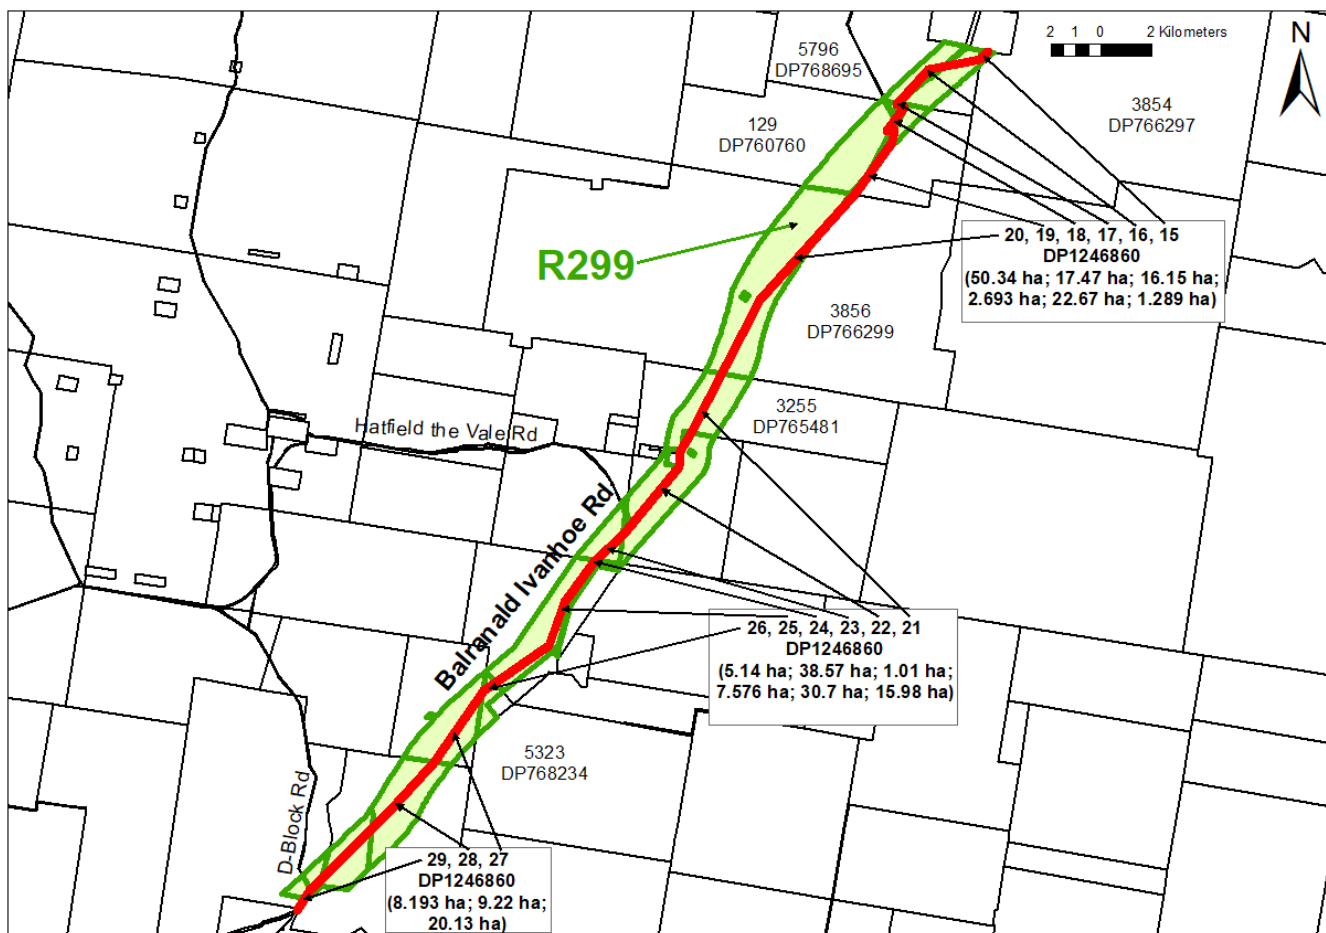 2 1 0 2 Kilometers
N
5796
DP768695
3854
DP766297
129
DP760760
20, 19, 18, 17, 16, 15
DP1246860
(50.34 ha; 17.47 ha; 16.15 ha;
2.693 ha; 22.67 ha; 1.289 ha)
R299
3856
DP766299
3255
DP765481
Hatfield the Vale Rd
Balranald Ivanhoe Rd
26, 25, 24, 23, 22, 21
DP1246860
(5.14 ha; 38.57 ha; 1.01 ha;
7.576 ha; 30.7 ha; 15.98 ha)
5323
DP768234
D-Block Rd
29, 28, 27
DP1246860
(8.193 ha; 9.22 ha;
20.13 ha)